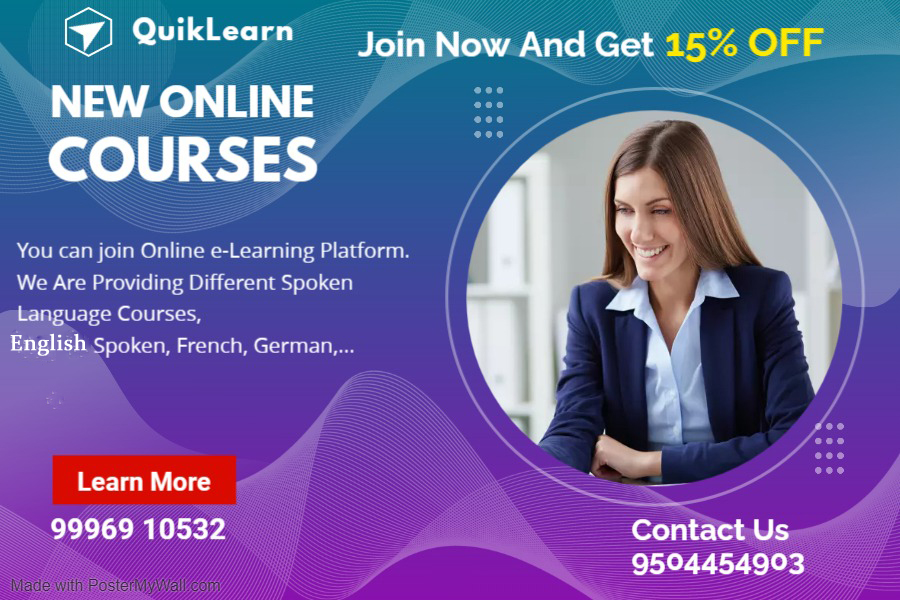 QuikLearn
Join Now And Get 15% OFF
NEW ONLINE
COURSES
You can join Online e-Learning Platform.
We Are Providing Different Spoken
Language Courses,
English Spoken, French, German,...
Learn More
99969 10532
Contact Us
9504454903
Made with PosterMyWall.com